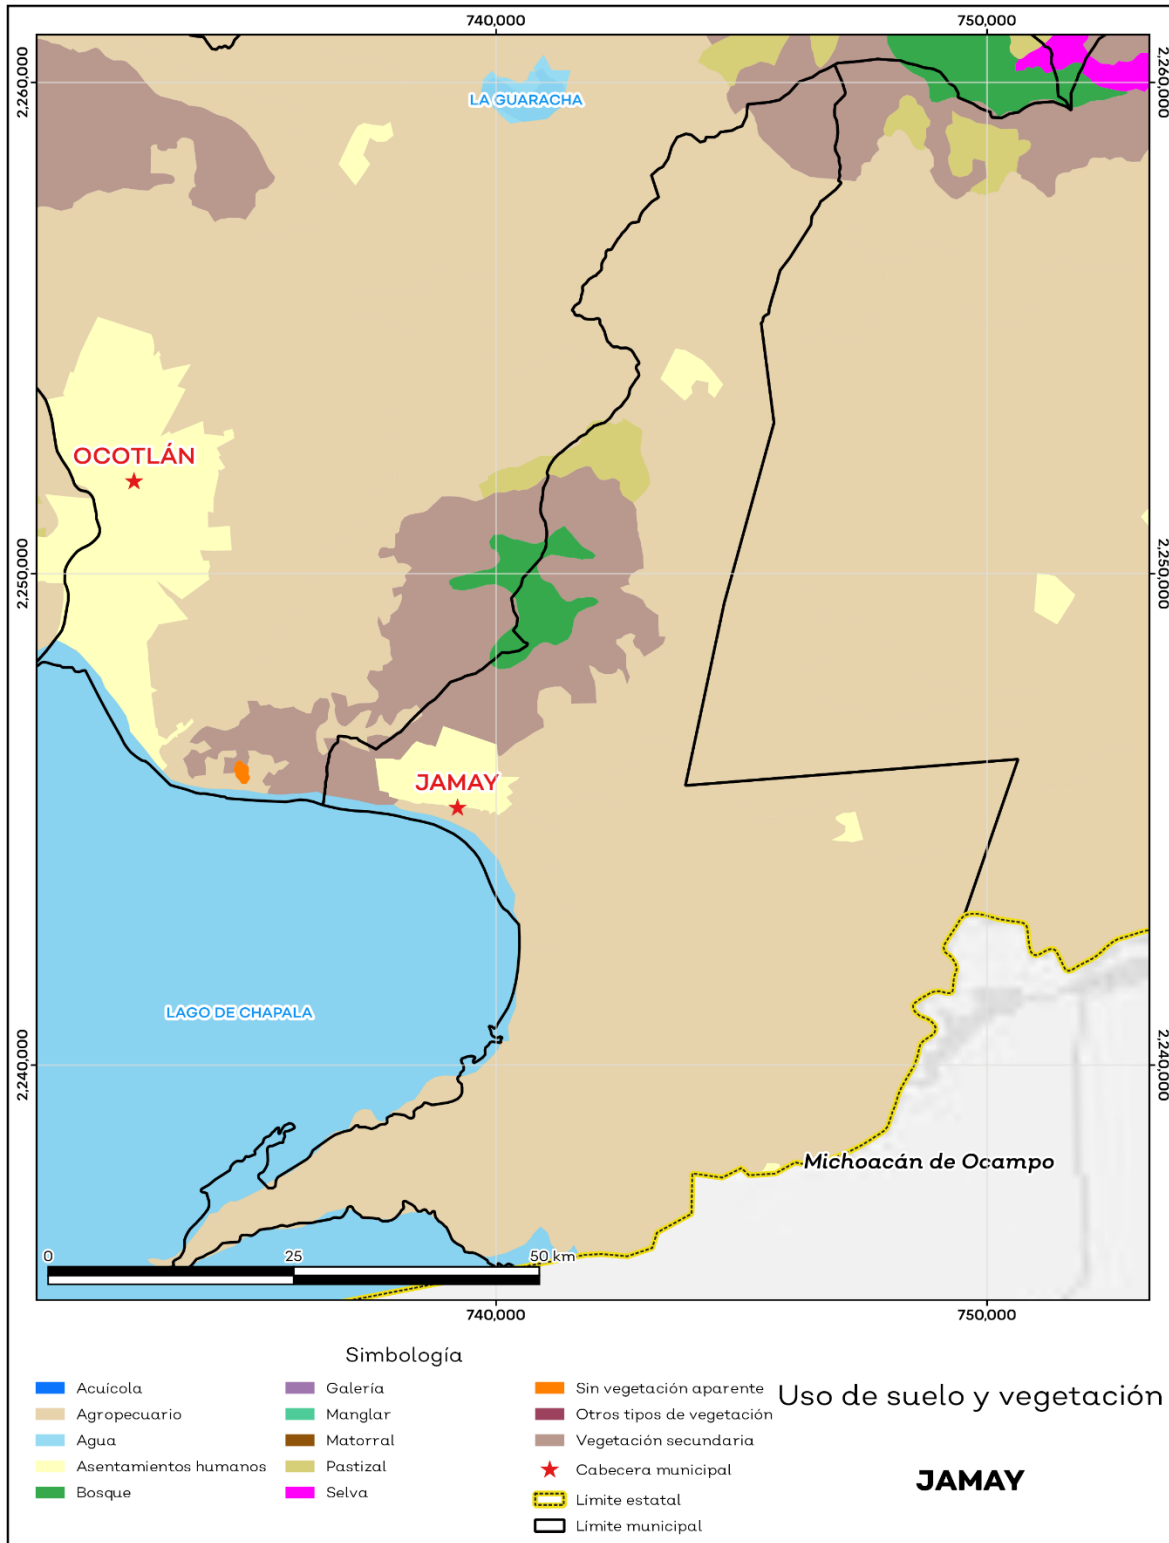 740,000
750,000
2,260,000
2,260,000
LA GUARACHA
OCOTLÁN
2,250,000
2,250,000
JAMAY
LAGO DE CHAPALA
2,240,000
2,240,000
Michoacán de Ocampo
0
25
50 km
740,000
750,000
Simbología
Acuícola
Agropecuario
Agua
Asentamientos humanos
Bosque
Galería
Manglar
Matorral
Pastizal
Selva
Sin vegetación aparente
Otros tipos de vegetación
Vegetación secundaria
Cabecera municipal
Límite estatal
Límite municipal
Uso de suelo y vegetación
JAMAY